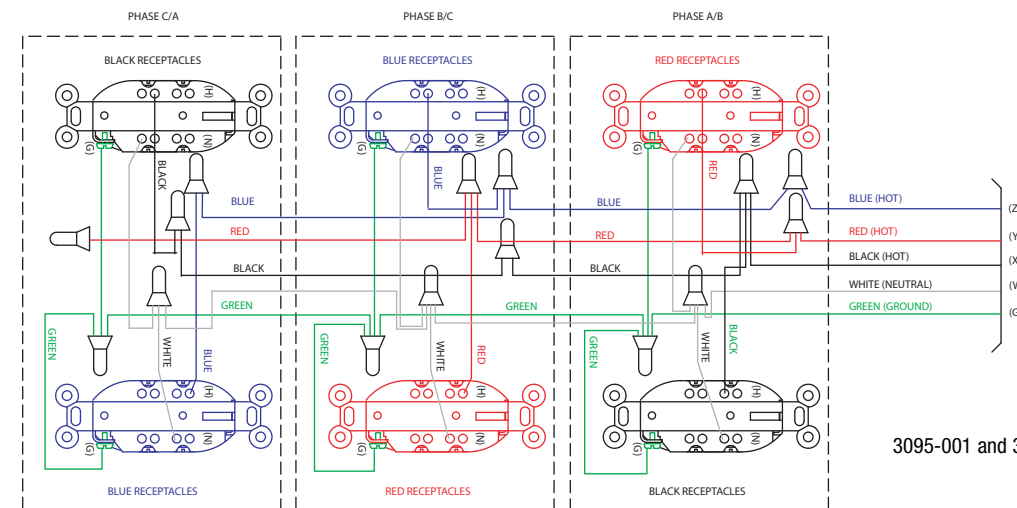 PHASE C/A
PHASE B/C
PHASE A/B
BLACK RECEPTACLES
BLUE RECEPTACLES
RED RECEPTACLES
(H)
(H)
(H)
(G)
(N)
(G)
(N)
(G)
(N)
BLACK
BLUE
RED
BLUE
BLUE
BLUE (HOT)
(Z
RED
RED
RED (HOT)
(Y
BLACK
BLACK
BLACK (HOT)
(X
WHITE (NEUTRAL)
(W
GREEN
GREEN
GREEN (GROUND)
(G
GREEN
WHITE
BLUE
GREEN
WHITE
RED
GREEN
WHITE
BLACK
(H)
(H)
(H)
(G)
(N)
(G)
(N)
(G)
(N)
3095-001 and 3
BLUE RECEPTACLES
RED RECEPTACLES
BLACK RECEPTACLES